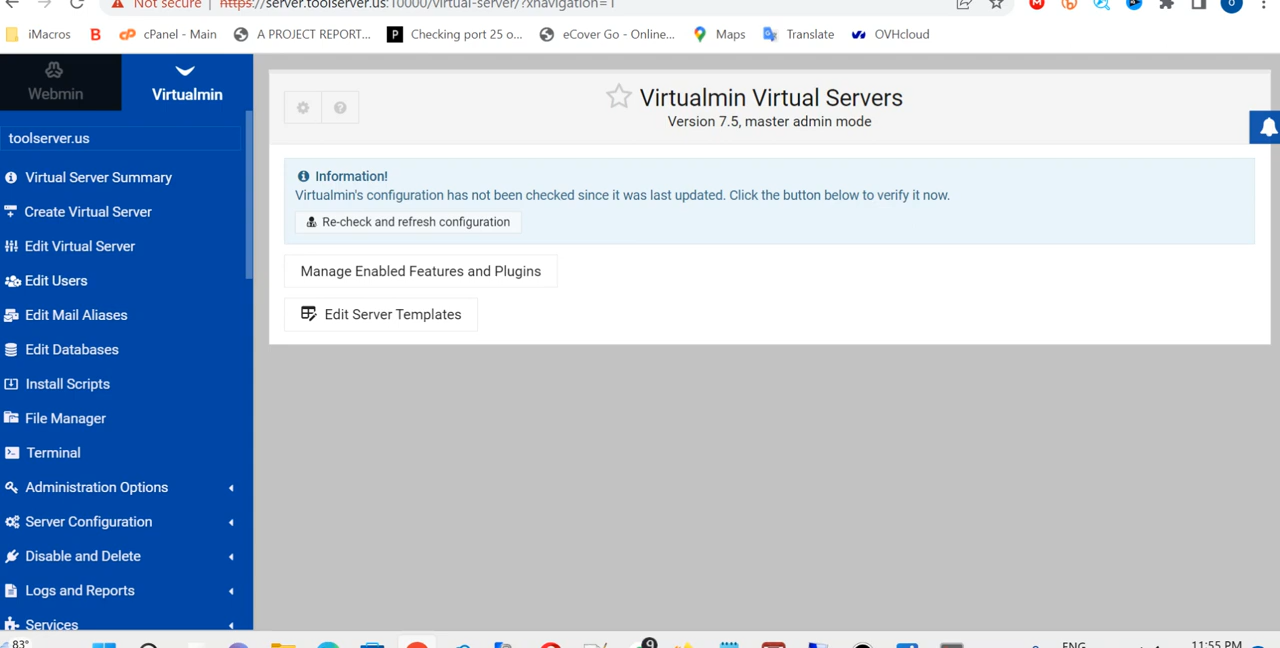 Not secure | https://server.toolserver.us:10000/virtual-server/?xnavigation=1
iMacros
B
cPanel - Main
A PROJECT REPORT...
Checking port 25 o...
eCover Go - Online...
Maps
Translate
OVHcloud
Webmin
Virtualmin
toolserver.us
Virtual Server Summary
Create Virtual Server
Edit Virtual Server
Edit Users
Edit Mail Aliases
Edit Databases
Install Scripts
File Manager
Terminal
Administration Options
Server Configuration
Disable and Delete
Logs and Reports
Services
Virtualmin Virtual Servers
Version 7.5, master admin mode
Information!
Virtualmin's configuration has not been checked since it was last updated. Click the button below to verify it now.
Re-check and refresh configuration
Manage Enabled Features and Plugins
Edit Server Templates
83°
9
ENG
11:55 PM